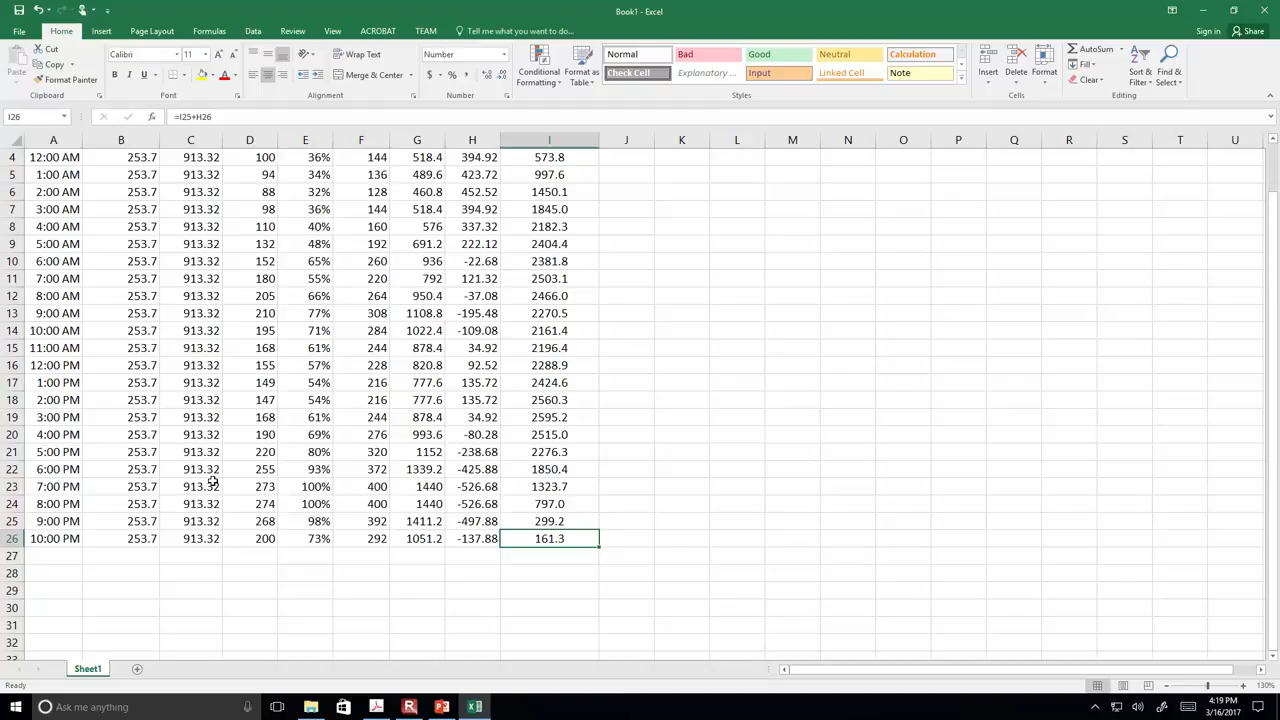 Book1 - Excel
Sign in
Share
File Home Insert Page Layout Formulas Data Review View ACROBAT TEAM Tell me what you want to do...
Paste
Cut
Copy
Format Painter
Clipboard
Calibri 11
B I U
Font
Wrap Text
Merge & Center
Alignment
Number
$ % ,
Number
Conditional Formatting
Format as Table
Normal Bad Good Neutral Calculation
Check Cell Explanatory ... Input Linked Cell Note
Styles
Insert Delete Format
Cells
AutoSum
Fill
Clear
Sort & Filter
Find & Select
Editing
I26 =I25+H26
A B C D E F G H I J K L M N O P Q R S T U
4 12:00 AM 253.7 913.32 100 36% 144 518.4 394.92 573.8
5 1:00 AM 253.7 913.32 94 34% 136 489.6 423.72 997.6
6 2:00 AM 253.7 913.32 88 32% 128 460.8 452.52 1450.1
7 3:00 AM 253.7 913.32 98 36% 144 518.4 394.92 1845.0
8 4:00 AM 253.7 913.32 110 40% 160 576 337.32 2182.3
9 5:00 AM 253.7 913.32 132 48% 192 691.2 222.12 2404.4
10 6:00 AM 253.7 913.32 152 65% 260 936 -22.68 2381.8
11 7:00 AM 253.7 913.32 180 55% 220 792 121.32 2503.1
12 8:00 AM 253.7 913.32 205 66% 264 950.4 -37.08 2466.0
13 9:00 AM 253.7 913.32 210 77% 308 1108.8 -195.48 2270.5
14 10:00 AM 253.7 913.32 195 71% 284 1022.4 -109.08 2161.4
15 11:00 AM 253.7 913.32 168 61% 244 878.4 34.92 2196.4
16 12:00 PM 253.7 913.32 155 57% 228 820.8 92.52 2288.9
17 1:00 PM 253.7 913.32 149 54% 216 777.6 135.72 2424.6
18 2:00 PM 253.7 913.32 147 54% 216 777.6 135.72 2560.3
19 3:00 PM 253.7 913.32 168 61% 244 878.4 34.92 2595.2
20 4:00 PM 253.7 913.32 190 69% 276 993.6 -80.28 2515.0
21 5:00 PM 253.7 913.32 220 80% 320 1152 -238.68 2276.3
22 6:00 PM 253.7 913.32 255 93% 372 1339.2 -425.88 1850.4
23 7:00 PM 253.7 913.32 273 100% 400 1440 -526.68 1323.7
24 8:00 PM 253.7 913.32 274 100% 400 1440 -526.68 797.0
25 9:00 PM 253.7 913.32 268 98% 392 1411.2 -497.88 299.2
26 10:00 PM 253.7 913.32 200 73% 292 1051.2 -137.88 161.3
27
28
29
30
31
32
33
Sheet1
Ready
130%
Ask me anything
4:19 PM
3/16/2017